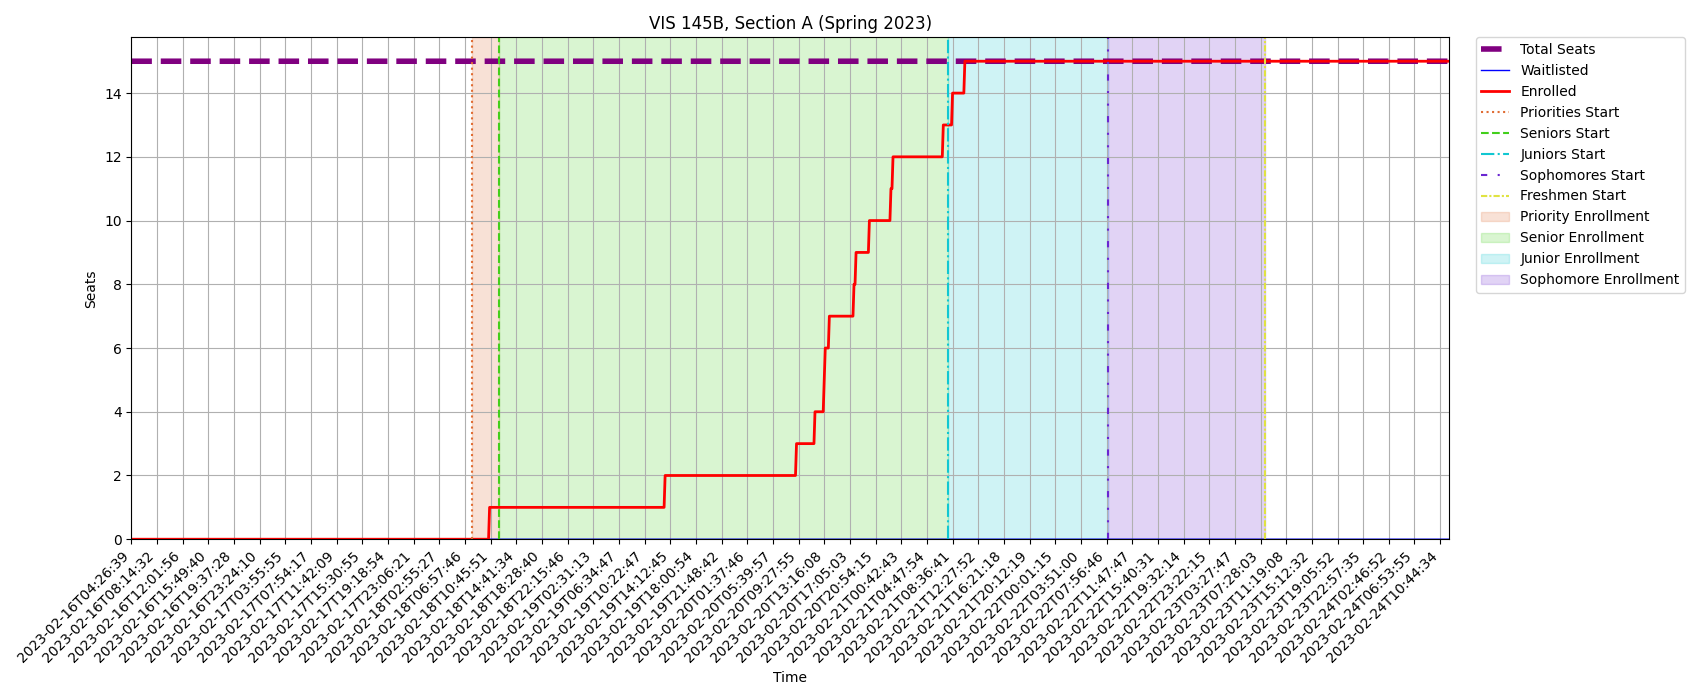 VIS 145B, Section A (Spring 2023)
Seats
14
12
10
8
6
4
2
0
2023-02-16T04:26:39
2023-02-16T08:14:32
2023-02-16T12:01:56
2023-02-16T15:49:40
2023-02-16T19:37:28
2023-02-16T23:24:10
2023-02-17T03:55:55
2023-02-17T07:54:17
2023-02-17T11:42:09
2023-02-17T15:30:55
2023-02-17T19:18:54
2023-02-17T23:06:21
2023-02-18T02:55:27
2023-02-18T06:57:46
2023-02-18T10:45:51
2023-02-18T14:41:34
2023-02-18T18:28:40
2023-02-18T22:15:46
2023-02-19T02:31:13
2023-02-19T06:34:47
2023-02-19T10:22:47
2023-02-19T14:12:45
2023-02-19T18:00:54
2023-02-19T21:48:42
2023-02-20T01:37:46
2023-02-20T05:39:57
2023-02-20T09:27:55
2023-02-20T13:16:08
2023-02-20T17:05:03
2023-02-20T20:54:15
2023-02-21T00:42:43
2023-02-21T04:47:54
2023-02-21T08:36:41
2023-02-21T12:27:52
2023-02-21T16:21:18
2023-02-21T20:12:19
2023-02-22T00:01:15
2023-02-22T03:51:00
2023-02-22T07:56:46
2023-02-22T11:47:47
2023-02-22T15:40:31
2023-02-22T19:32:14
2023-02-22T23:22:15
2023-02-23T03:27:47
2023-02-23T07:28:03
2023-02-23T11:19:08
2023-02-23T15:12:32
2023-02-23T19:05:52
2023-02-23T22:57:35
2023-02-24T02:46:52
2023-02-24T06:53:55
2023-02-24T10:44:34
Time
Total Seats
Waitlisted
Enrolled
Priorities Start
Seniors Start
Juniors Start
Sophomores Start
Freshmen Start
Priority Enrollment
Senior Enrollment
Junior Enrollment
Sophomore Enrollment